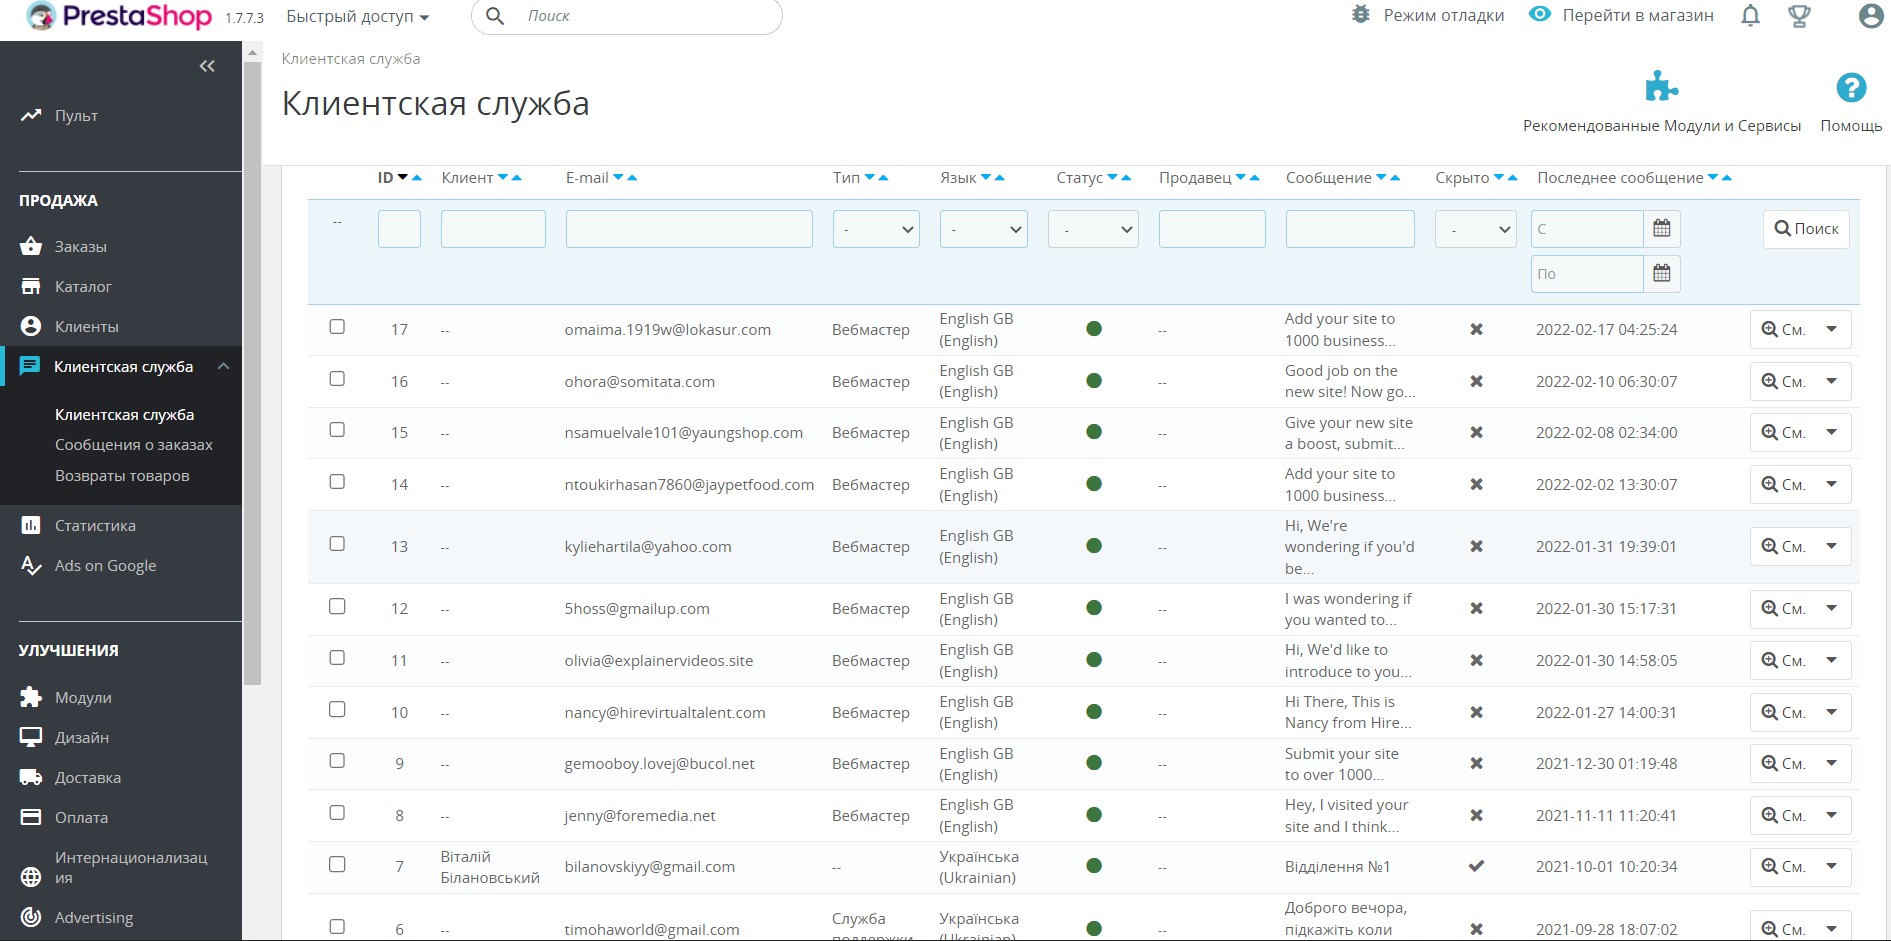 PrestaShop 1.7.7.3 Быстрый доступ Поиск Режим отладки Перейти в магазин
Клиентская служба
Клиентская служба
Рекомендованные Модули и Сервисы Помощь
Пульт
ПРОДАЖА
Заказы
Каталог
Клиенты
Клиентская служба
Клиентская служба
Сообщения о заказах
Возвраты товаров
Статистика
Ads on Google
УЛУЧШЕНИЯ
Модули
Дизайн
Доставка
Оплата
Интернационализац
ия
Advertising
ID Клиент E-mail Тип Язык Статус Продавец Сообщение Скрыто Последнее сообщение
-- - - - - С Поиск
По
17 -- omaima.1919w@lokasur.com Вебмастер English GB
(English) -- Add your site to
1000 business... 2022-02-17 04:25:24 См.
16 -- ohora@somitata.com Вебмастер English GB
(English) -- Good job on the
new site! Now go... 2022-02-10 06:30:07 См.
15 -- nsamuelvale101@yaungshop.com Вебмастер English GB
(English) -- Give your new site
a boost, submit... 2022-02-08 02:34:00 См.
14 -- ntoukirhasan7860@jaypetfood.com Вебмастер English GB
(English) -- Add your site to
1000 business... 2022-02-02 13:30:07 См.
13 -- kyliehartila@yahoo.com Вебмастер English GB
(English) -- Hi, We're
wondering if you'd
be... 2022-01-31 19:39:01 См.
12 -- 5hoss@gmailup.com Вебмастер English GB
(English) -- I was wondering if
you wanted to... 2022-01-30 15:17:31 См.
11 -- olivia@explainervideos.site Вебмастер English GB
(English) -- Hi, We'd like to
introduce to you... 2022-01-30 14:58:05 См.
10 -- nancy@hirevirtualtalent.com Вебмастер English GB
(English) -- Hi There, This is
Nancy from Hire... 2022-01-27 14:00:31 См.
9 -- gemooboy.lovej@bucol.net Вебмастер English GB
(English) -- Submit your site
to over 1000... 2021-12-30 01:19:48 См.
8 -- jenny@foremedia.net Вебмастер English GB
(English) -- Hey, I visited your
site and I think... 2021-11-11 11:20:41 См.
7 Віталій
Білановський bilanovskiyy@gmail.com -- Українська
(Ukrainian) -- Відділення №1 2021-10-01 10:20:34 См.
6 -- timohaworld@gmail.com Служба
поддержки Українська
(Ukrainian) -- Доброго вечора,
підкажіть коли 2021-09-28 18:07:02 См.